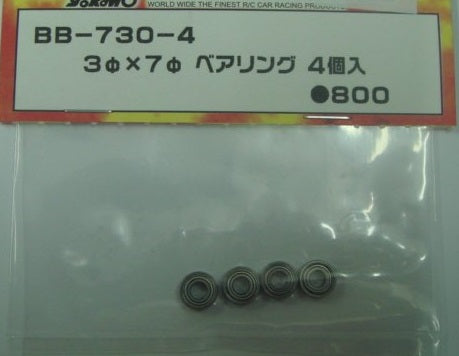 YOKOMO WORLD WIDE THE FINEST R/C CAR RACING PRODUCTS
BB-730-4
3φ×7φ ベアリング 4個入
●800